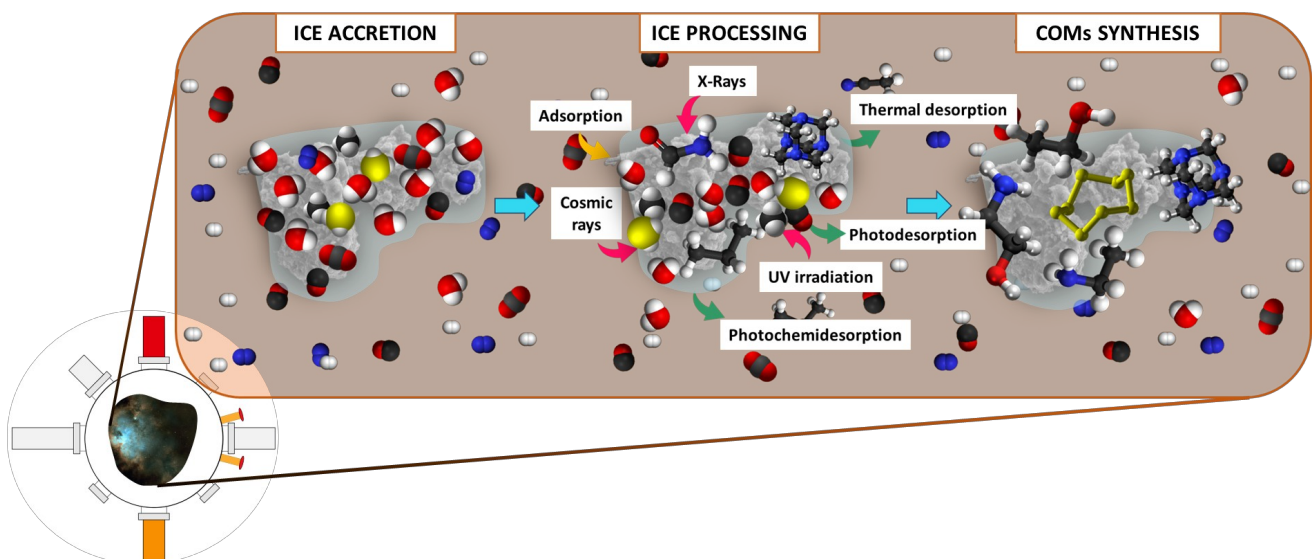 ICE ACCRETION
ICE PROCESSING
COMs SYNTHESIS
X-Rays
Adsorption
Thermal desorption
Cosmic
rays
Photodesorption
UV irradiation
Photochemidesorption